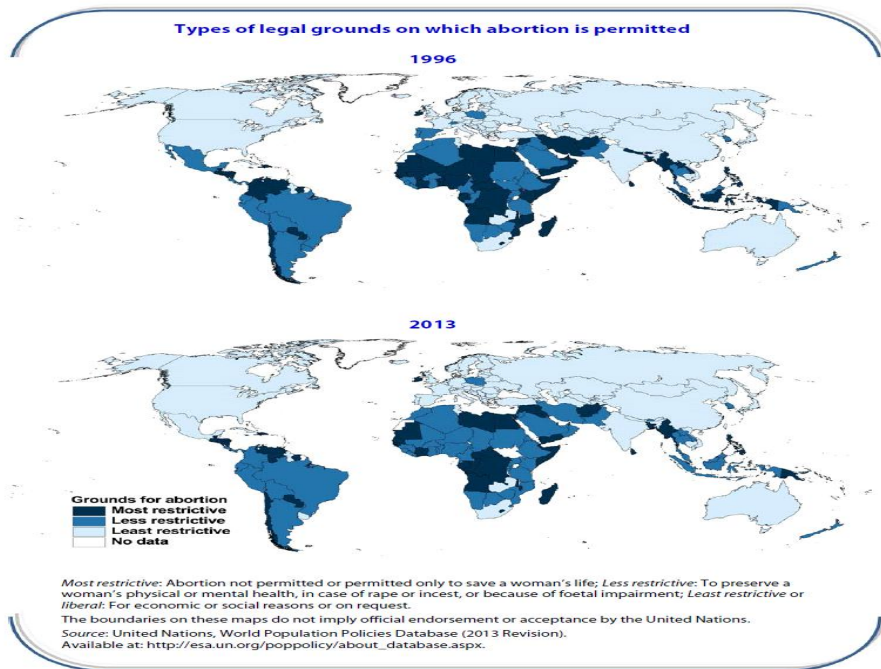 Types of legal grounds on which abortion is permitted
1996
2013
Grounds for abortion
Most restrictive
Less restrictive
Least restrictive
No data
Most restrictive: Abortion not permitted or permitted only to save a woman's life; Less restrictive: To preserve a
woman's physical or mental health, in case of rape or incest, or because of foetal impairment; Least restrictive or
liberal: For economic or social reasons or on request.
The boundaries on these maps do not imply official endorsement or acceptance by the United Nations.
Source: United Nations, World Population Policies Database (2013 Revision).
Available at: http://esa.un.org/poppolicy/about_database.aspx.